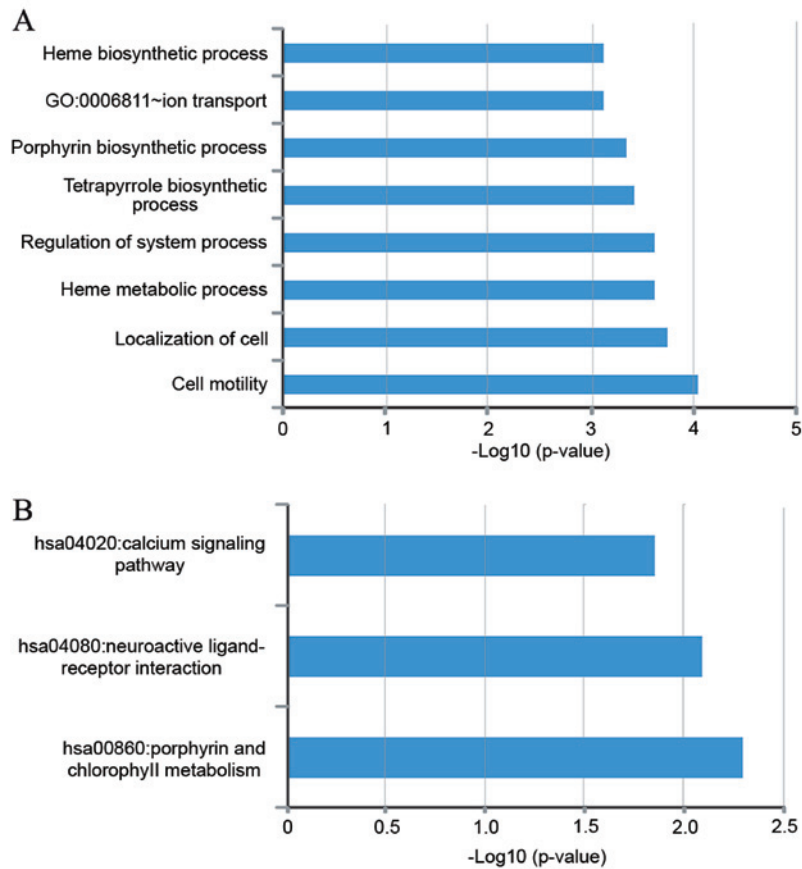 A
Heme biosynthetic process
GO:0006811~ion transport
Porphyrin biosynthetic process
Tetrapyrrole biosynthetic
process
Regulation of system process
Heme metabolic process
Localization of cell
Cell motility
0 1 2 3 4 5
-Log10 (p-value)
B
hsa04020:calcium signaling
pathway
hsa04080:neuroactive ligand-
receptor interaction
hsa00860:porphyrin and
chlorophyll metabolism
0 0.5 1.0 1.5 2.0 2.5
-Log10 (p-value)